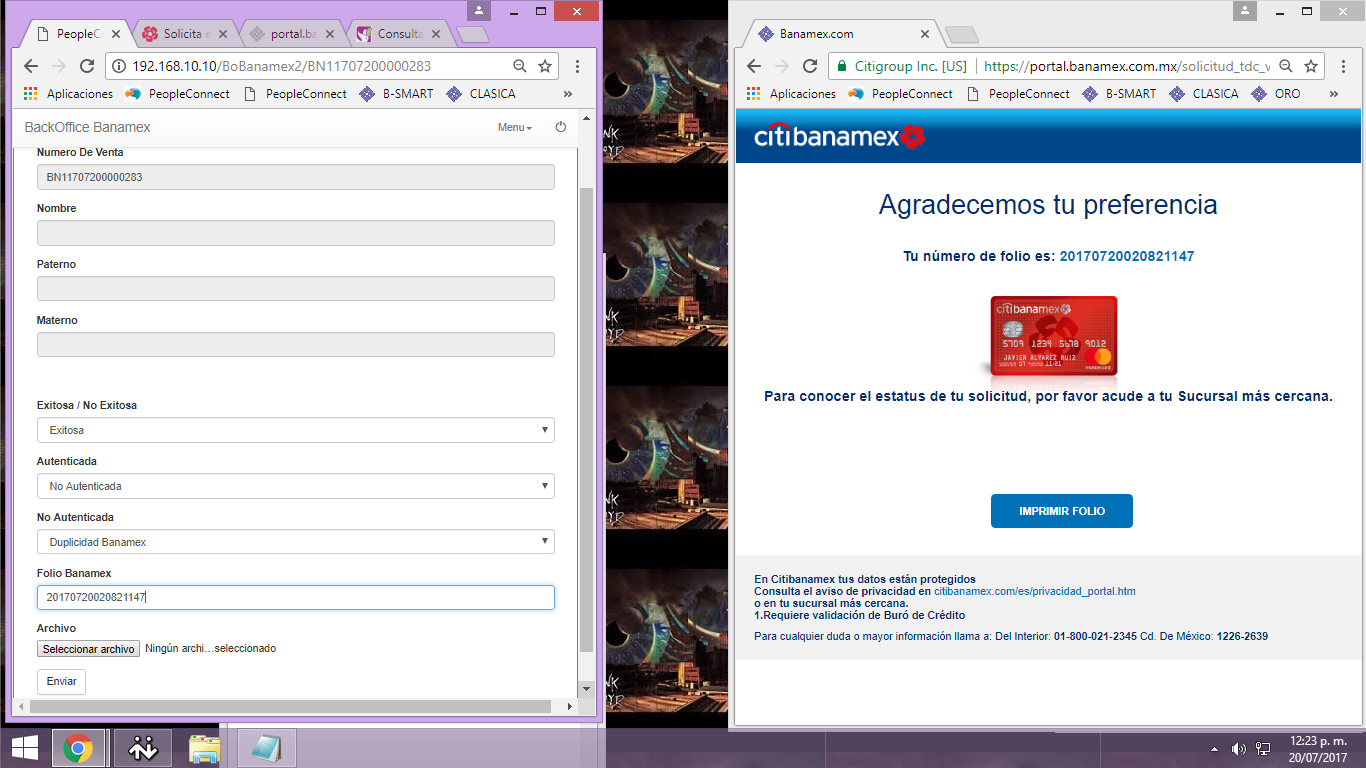 PeopleC
Solicita e
portal.ba
Consulta
192.168.10.10/BoBanamex2/BN11707200000283
Aplicaciones
PeopleConnect
PeopleConnect
B-SMART
CLASICA
»
BackOffice Banamex
Menu
Numero De Venta
BN11707200000283
Nombre
Paterno
Materno
Exitosa / No Exitosa
Exitosa
Autenticada
No Autenticada
No Autenticada
Duplicidad Banamex
Folio Banamex
20170720020821147
Archivo
Seleccionar archivo Ningún archi…seleccionado
Enviar
Banamex.com
Citigroup Inc. [US] https://portal.banamex.com.mx/solicitud_tdc_v
Aplicaciones
PeopleConnect
PeopleConnect
B-SMART
CLASICA
ORO
»
citibanamex
Agradecemos tu preferencia
Tu número de folio es: 20170720020821147
citibanamex
5709 1234 5678 9012
JAVIER ALVAREZ RUIZ
mastercard
Para conocer el estatus de tu solicitud, por favor acude a tu Sucursal más cercana.
IMPRIMIR FOLIO
En Citibanamex tus datos están protegidos
Consulta el aviso de privacidad en citibanamex.com/es/privacidad_portal.htm
o en tu sucursal más cercana.
1.Requiere validación de Buró de Crédito
Para cualquier duda o mayor información llama a: Del Interior: 01-800-021-2345 Cd. De México: 1226-2639
12:23 p. m.
20/07/2017